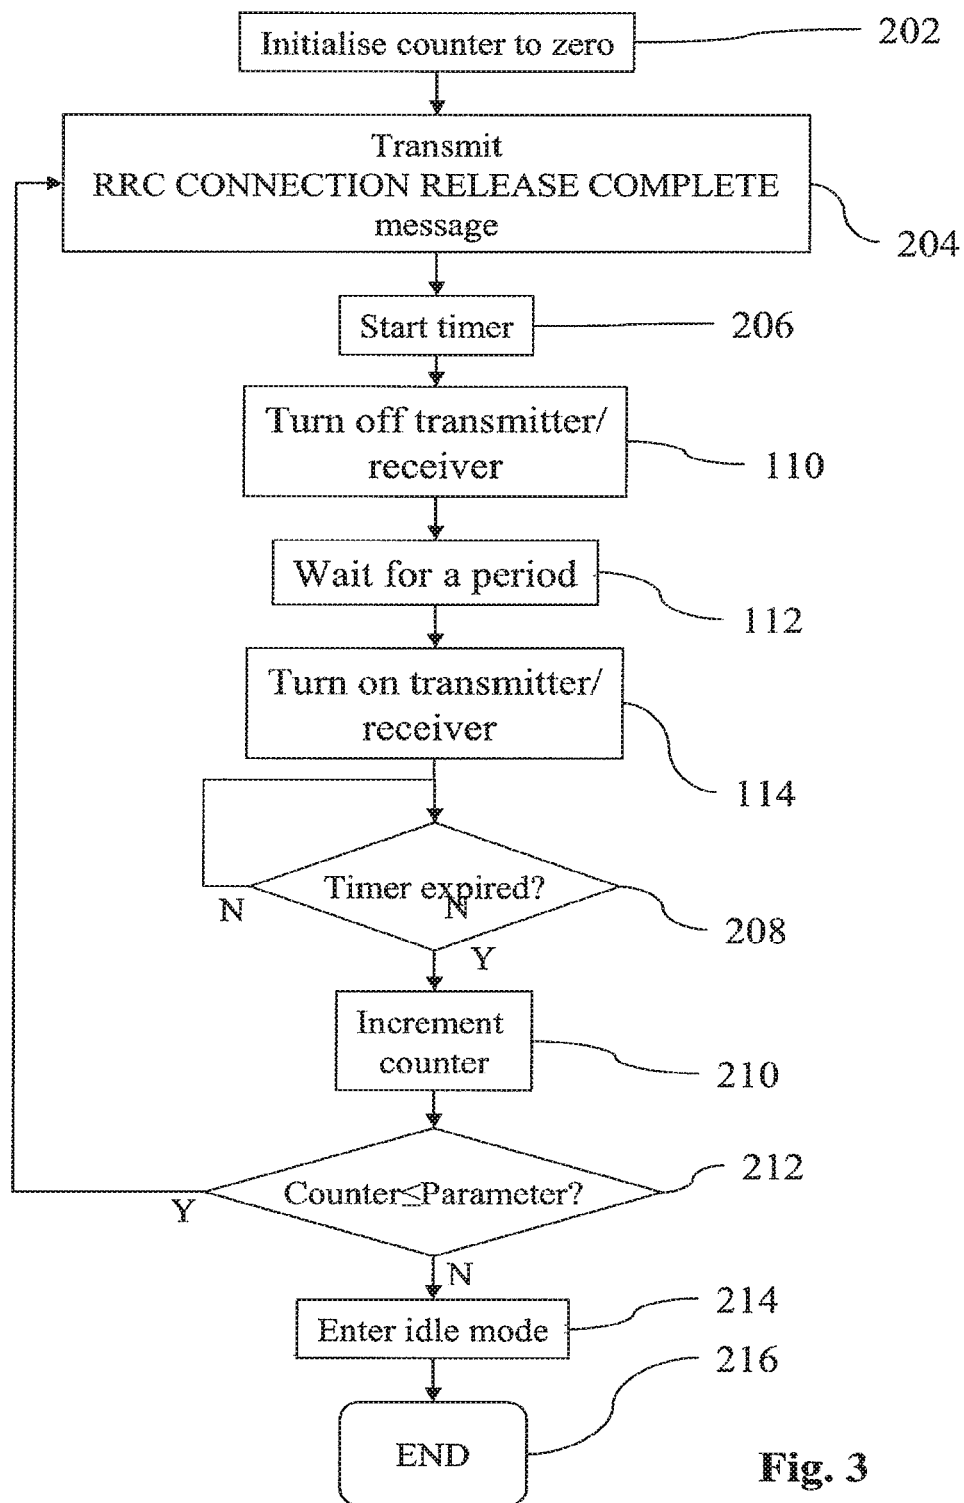 Initialise counter to zero
202
Transmit
RRC CONNECTION RELEASE COMPLETE
message
204
Start timer
206
Turn off transmitter/
receiver
110
Wait for a period
112
Turn on transmitter/
receiver
114
Timer expired?
N
N
208
Y
Increment
counter
210
Counter≤Parameter?
212
Y
N
Enter idle mode
214
216
END
Fig. 3